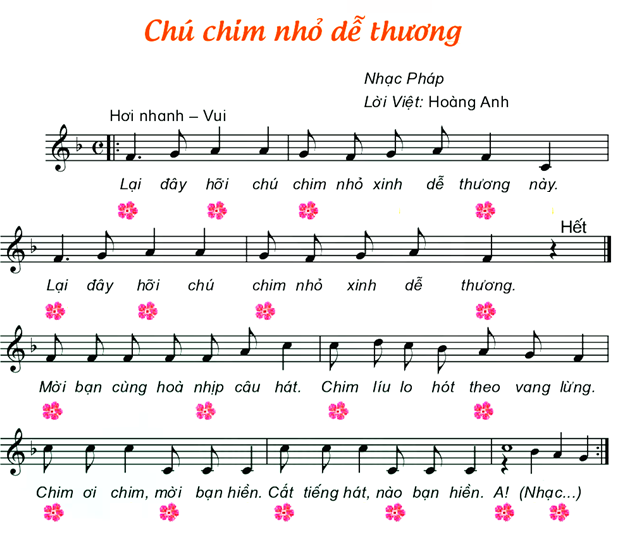 Chú chim nhỏ dễ thương
Nhạc Pháp
Lời Việt: Hoàng Anh
Hơi nhanh – Vui
Lại đây hỡi chú chim nhỏ xinh dễ thương này.
Hết
Lại đây hỡi chú chim nhỏ xinh dễ thương.
Mời bạn cùng hoà nhịp câu hát. Chim líu lo hót theo vang lừng.
Chim ơi chim, mời bạn hiền. Cất tiếng hát, nào bạn hiền. A! (Nhạc...)